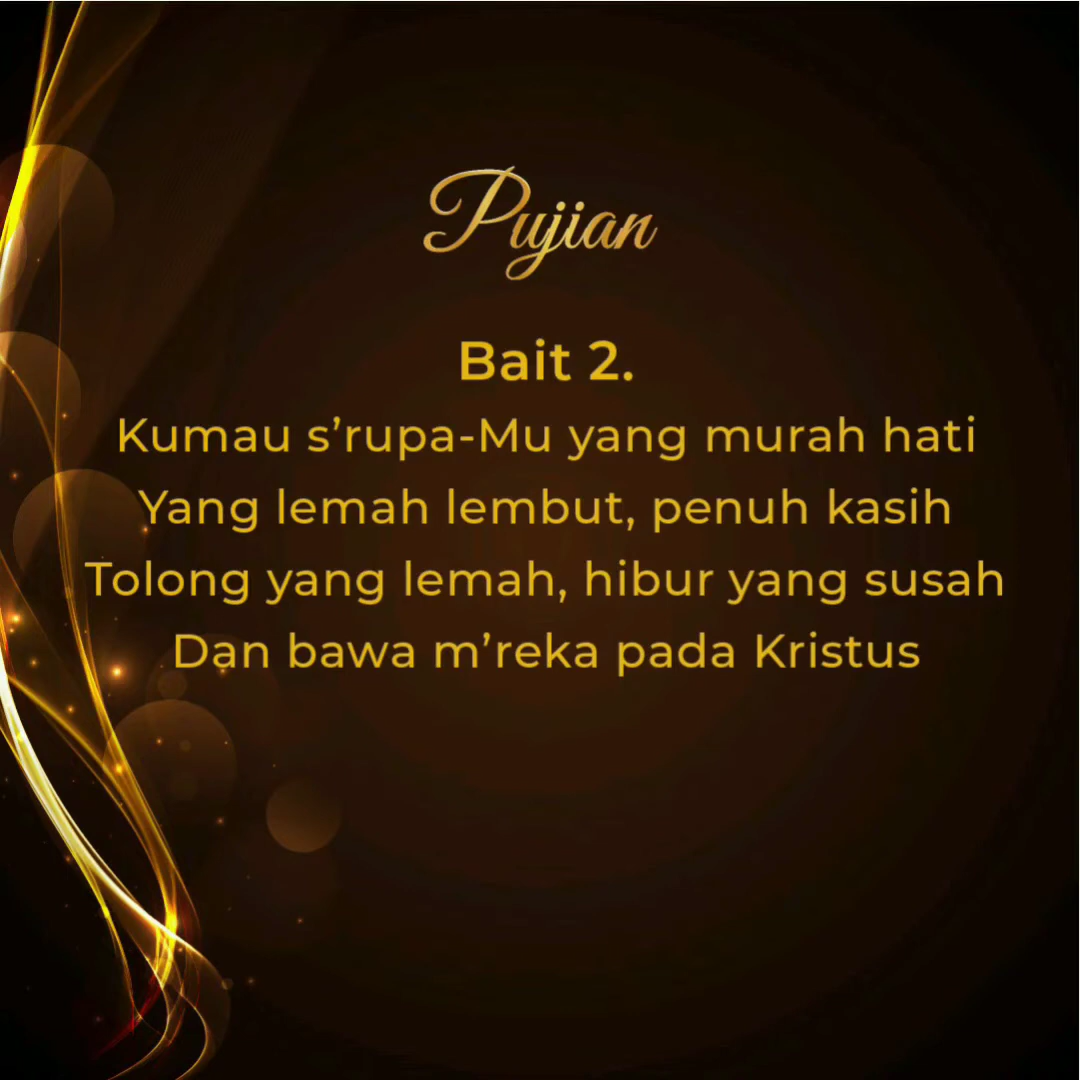 Pujian
Bait 2.
Kumau s’rupa-Mu yang murah hati
Yang lemah lembut, penuh kasih
Tolong yang lemah, hibur yang susah
Dan bawa m’reka pada Kristus